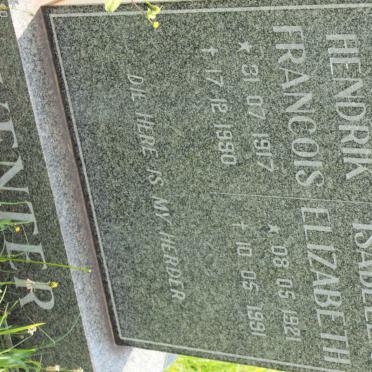 HENDRIK
FRANCOIS ELIZABETH
★ 31 07 1917 ★ 08 05 1921
† 17 12 1990 † 10 05 1991
DIE HERE IS MY HERDER
NTER